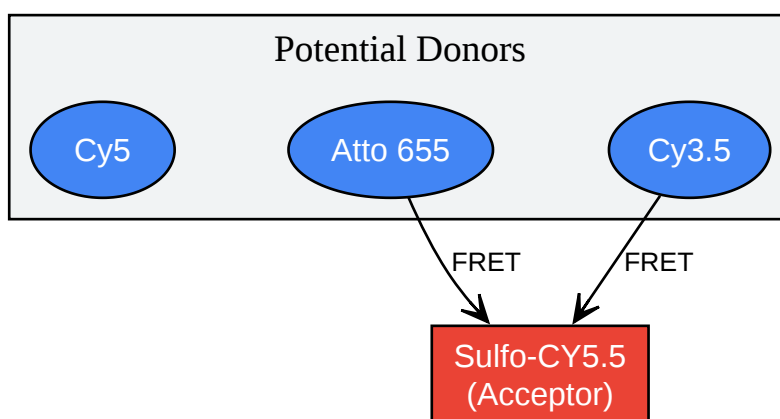 Potential Donors
Cy5
Atto 655
Cy3.5
FRET
FRET
Sulfo-CY5.5
(Acceptor)